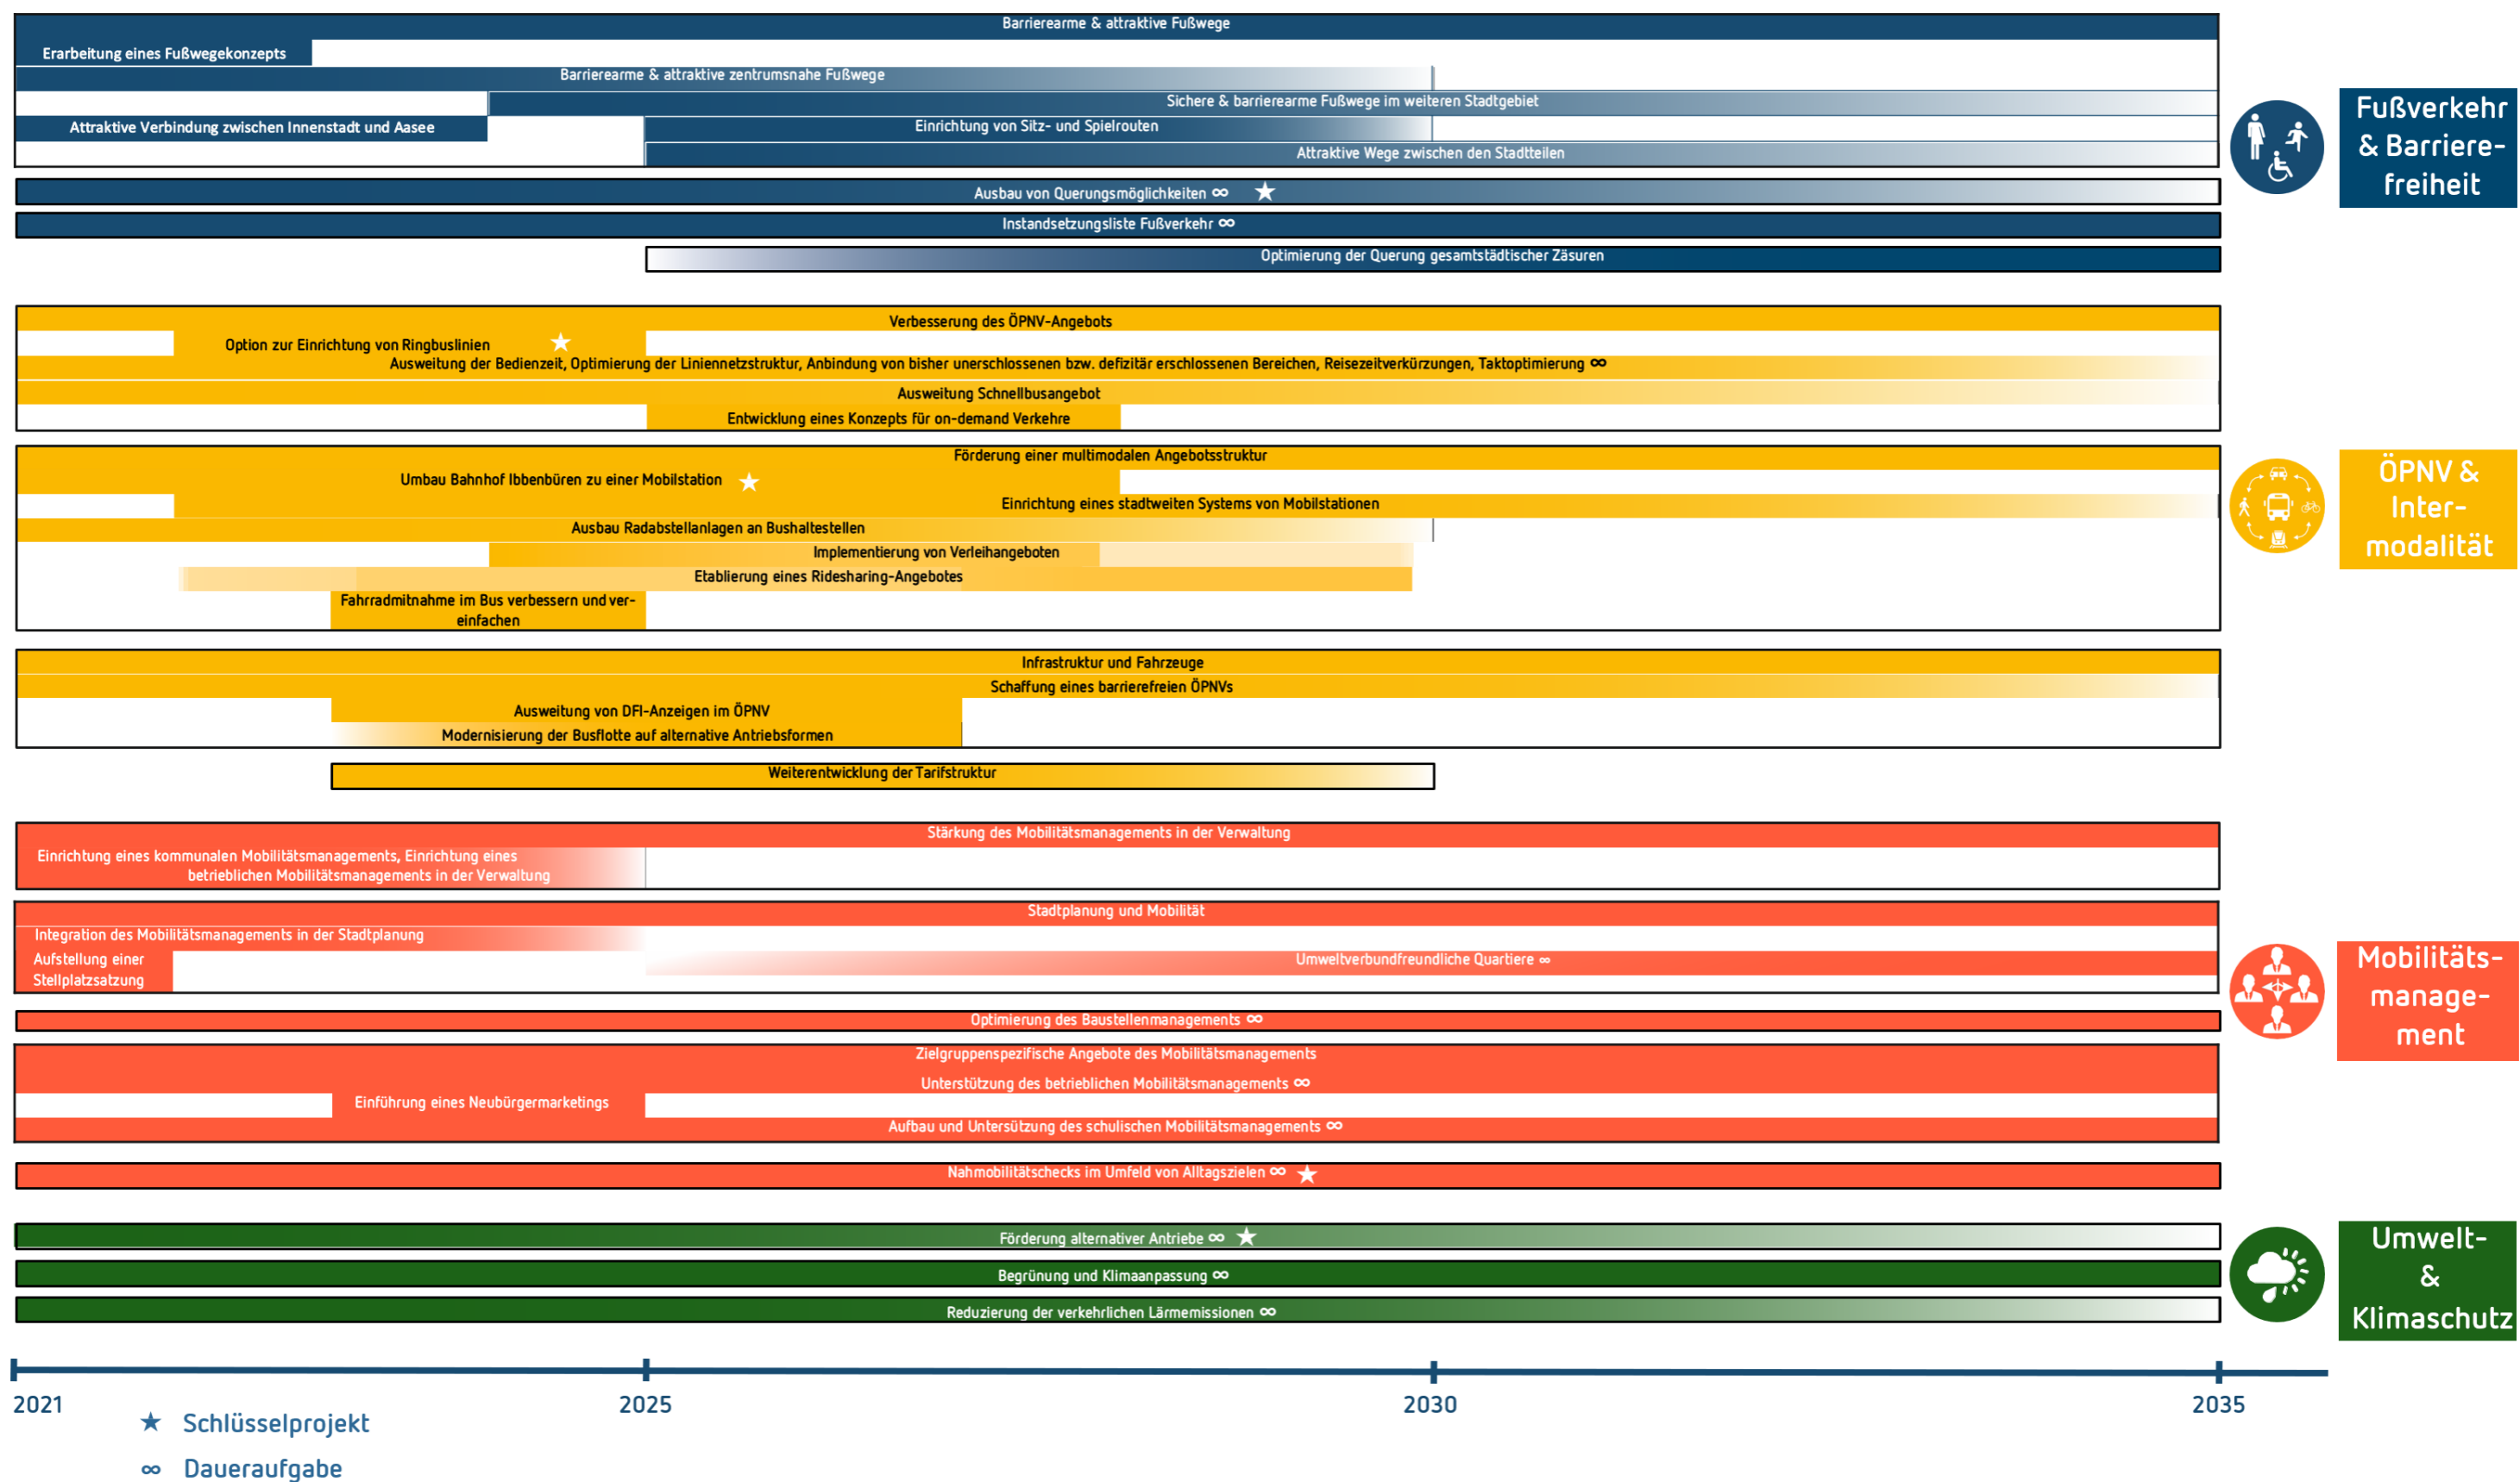 Barrierearme & attraktive Fußwege
Erarbeitung eines Fußwegekonzepts
Barrierearme & attraktive zentrumsnahe Fußwege
Sichere & barrierearme Fußwege im weiteren Stadtgebiet
Attraktive Verbindung zwischen Innenstadt und Aasee
Einrichtung von Sitz- und Spielrouten
Attraktive Wege zwischen den Stadtteilen
Ausbau von Querungsmöglichkeiten ∞ ★
Instandsetzungsliste Fußverkehr ∞
Optimierung der Querung gesamtstädtischer Zäsuren
Fußverkehr
& Barriere-
freiheit
Verbesserung des ÖPNV-Angebots
Option zur Einrichtung von Ringbuslinien ★
Ausweitung der Bedienzeit, Optimierung der Liniennetzstruktur, Anbindung von bisher unerschlossenen bzw. defizitär erschlossenen Bereichen, Reisezeitverkürzungen, Taktoptimierung ∞
Ausweitung Schnellbusangebot
Entwicklung eines Konzepts für on-demand Verkehre
Förderung einer multimodalen Angebotsstruktur
Umbau Bahnhof Ibbenbüren zu einer Mobilstation ★
Einrichtung eines stadtweiten Systems von Mobilstationen
Ausbau Radabstellanlagen an Bushaltestellen
Implementierung von Verleihangeboten
Etablierung eines Ridesharing-Angebotes
Fahrradmitnahme im Bus verbessern und ver-
einfachen
ÖPNV &
Inter-
modalität
Infrastruktur und Fahrzeuge
Schaffung eines barrierefreien ÖPNVs
Ausweitung von DFI-Anzeigen im ÖPNV
Modernisierung der Busflotte auf alternative Antriebsformen
Weiterentwicklung der Tarifstruktur
Stärkung des Mobilitätsmanagements in der Verwaltung
Einrichtung eines kommunalen Mobilitätsmanagements, Einrichtung eines
betrieblichen Mobilitätsmanagements in der Verwaltung
Stadtplanung und Mobilität
Integration des Mobilitätsmanagements in der Stadtplanung
Aufstellung einer
Stellplatzsatzung
Umweltverbundfreundliche Quartiere ∞
Optimierung des Baustellenmanagements ∞
Zielgruppenspezifische Angebote des Mobilitätsmanagements
Unterstützung des betrieblichen Mobilitätsmanagements ∞
Einführung eines Neubürgermarketings
Aufbau und Untersützung des schulischen Mobilitätsmanagements ∞
Nahmobilitätschecks im Umfeld von Alltagszielen ∞ ★
Mobilitäts-
manage-
ment
Förderung alternativer Antriebe ∞ ★
Begrünung und Klimaanpassung ∞
Reduzierung der verkehrlichen Lärmemissionen ∞
Umwelt-
&
Klimaschutz
2021 2025 2030 2035
★ Schlüsselprojekt
∞ Daueraufgabe